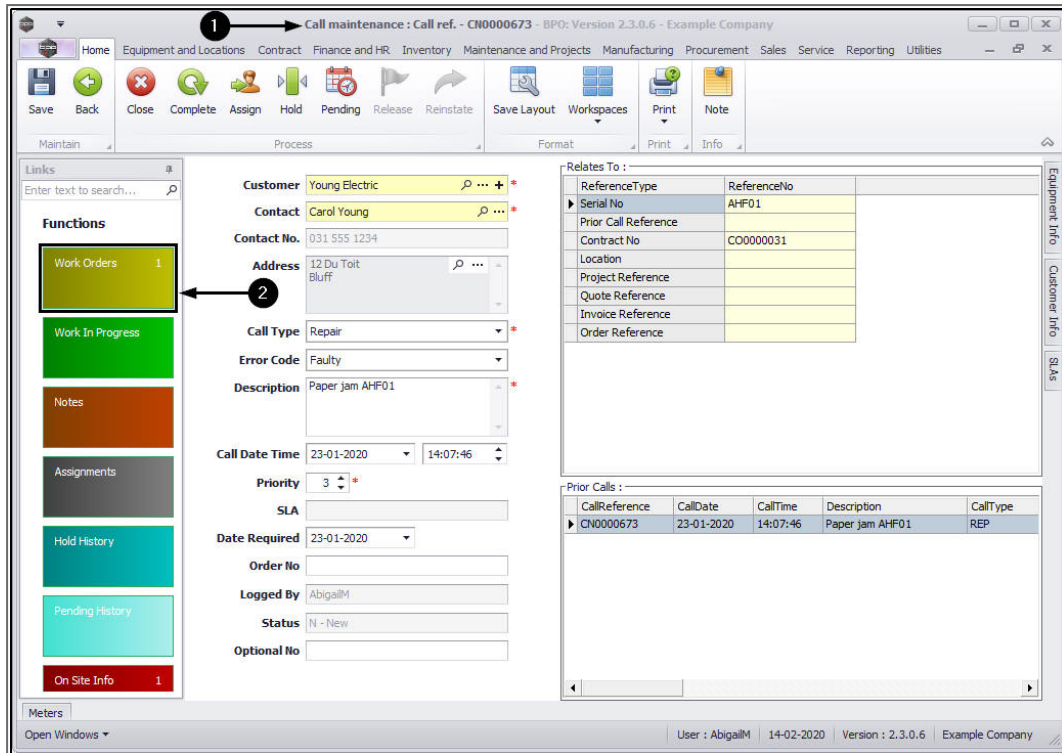 1
Call maintenance : Call ref. - CN0000673 - BPO: Version 2.3.0.6 - Example Company
Home Equipment and Locations Contract Finance and HR Inventory Maintenance and Projects Manufacturing Procurement Sales Service Reporting Utilities
Save Back Close Complete Assign Hold Pending Release Reinstate Save Layout Workspaces Print Note
Maintain Process Format Print Info
Links
Enter text to search...
Functions
Work Orders 1
2
Work In Progress
Notes
Assignments
Hold History
Pending History
On Site Info 1
Customer Young Electric *
Contact Carol Young *
Contact No. 031 555 1234
Address 12 Du Toit
Bluff
Call Type Repair *
Error Code Faulty
Description Paper jam AHF01 *
Call Date Time 23-01-2020 14:07:46
Priority 3 *
SLA
Date Required 23-01-2020
Order No
Logged By AbigailM
Status N - New
Optional No
Relates To :
ReferenceType ReferenceNo
Serial No AHF01
Prior Call Reference
Contract No CO0000031
Location
Project Reference
Quote Reference
Invoice Reference
Order Reference
Prior Calls :
CallReference CallDate CallTime Description CallType
CN0000673 23-01-2020 14:07:46 Paper jam AHF01 REP
Equipment Info
Customer Info
SLAs
Meters
Open Windows User : AbigailM 14-02-2020 Version : 2.3.0.6 Example Company